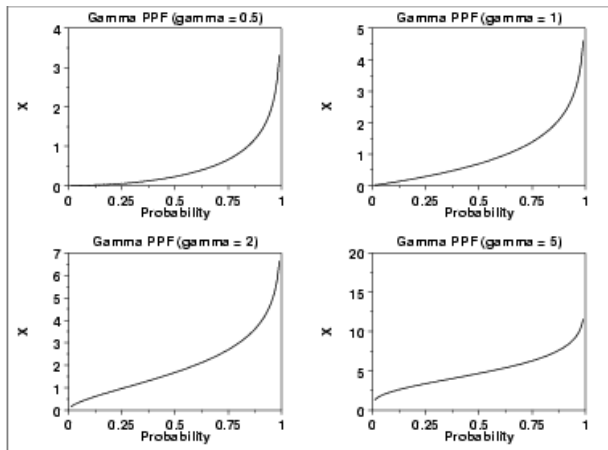 Gamma PPF (gamma = 0.5)
4
3
2
1
0
X
0 0.25 0.5 0.75 1
Probability
Gamma PPF (gamma = 1)
5
4
3
2
1
0
X
0 0.25 0.5 0.75 1
Probability
Gamma PPF (gamma = 2)
7
6
5
4
3
2
1
0
X
0 0.25 0.5 0.75 1
Probability
Gamma PPF (gamma = 5)
20
15
10
5
0
X
0 0.25 0.5 0.75 1
Probability